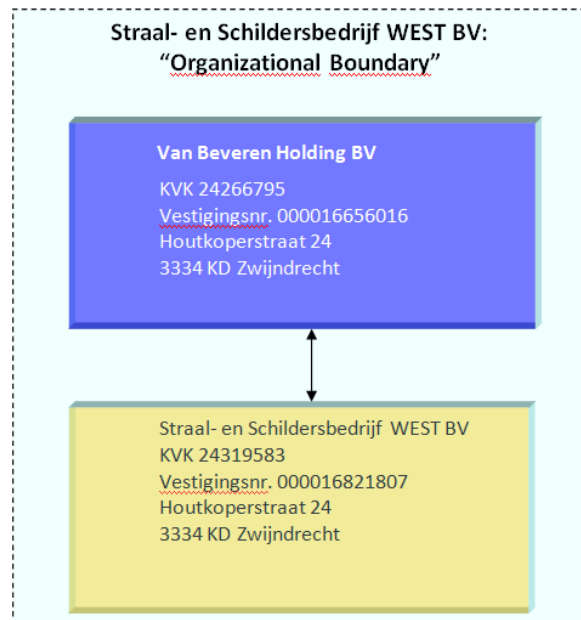 Straal- en Schildersbedrijf WEST BV:
“Organizational Boundary”
Van Beveren Holding BV
KVK 24266795
Vestigingsnr. 000016656016
Houtkoperstraat 24
3334 KD Zwijndrecht
Straal- en Schildersbedrijf WEST BV
KVK 24319583
Vestigingsnr. 000016821807
Houtkoperstraat 24
3334 KD Zwijndrecht